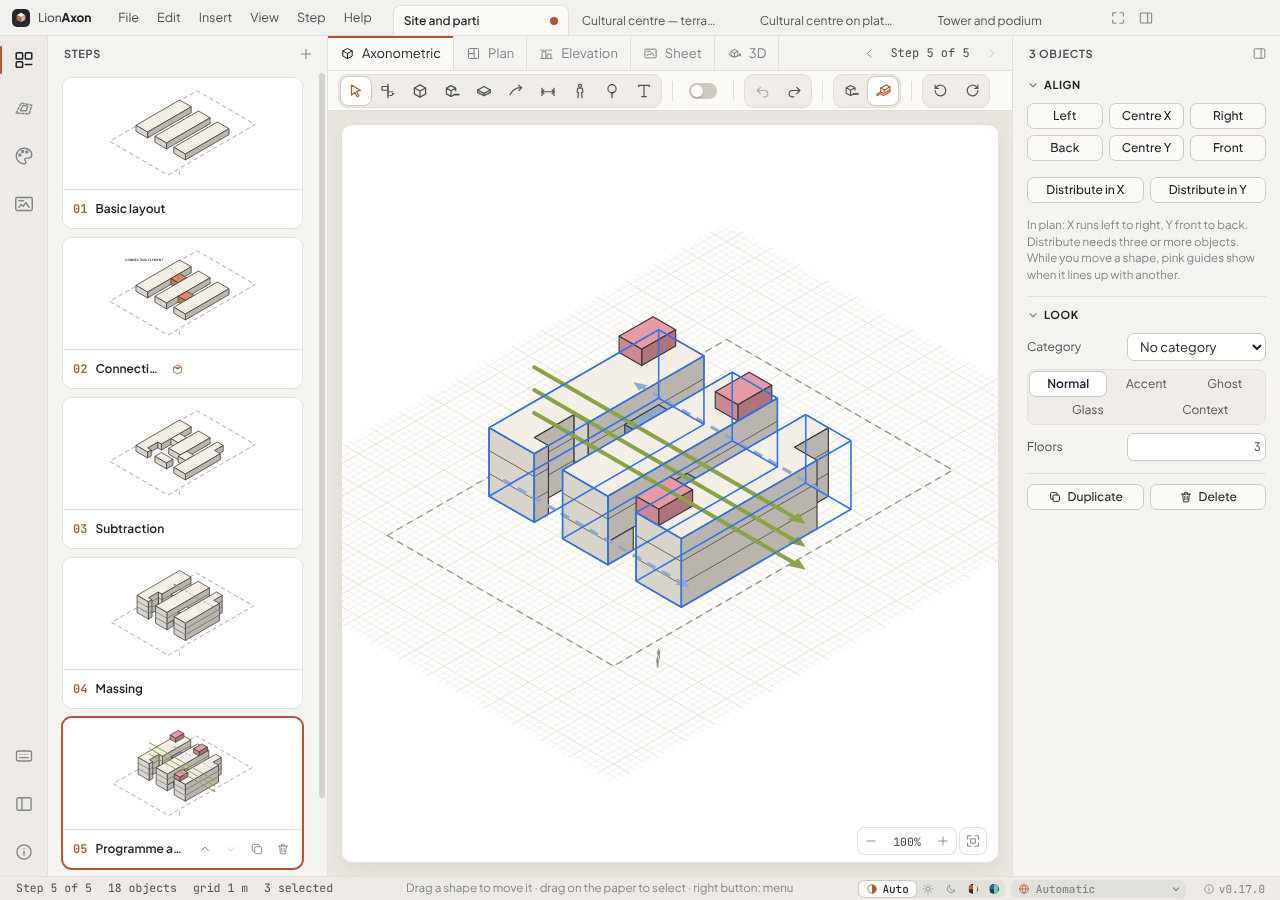 LionAxon File Edit Insert View Step Help Site and parti Cultural centre — terra... Cultural centre on plat... Tower and podium
STEPS
Axonometric Plan Elevation Sheet 3D Step 5 of 5
3 OBJECTS
ALIGN
Left Centre X Right
Back Centre Y Front
Distribute in X Distribute in Y
In plan: X runs left to right, Y front to back.
Distribute needs three or more objects.
While you move a shape, pink guides show
when it lines up with another.
LOOK
Category No category
Normal Accent Ghost
Glass Context
Floors 3
Duplicate Delete
01 Basic layout
CONNECTING ELEMENT
02 Connecti...
03 Subtraction
04 Massing
05 Programme a...
100%
Step 5 of 5 18 objects grid 1 m 3 selected Drag a shape to move it · drag on the paper to select · right button: menu Auto Automatic v0.17.0